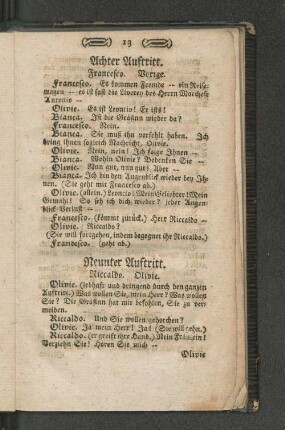 13
Achter Auftritt.
Francesco. Vorige.
Francesco. Es kommen Fremde -- ein Reise-
wagen -- es ist fast die Livorey des Herrn Marchese
Antonio --
Olivie. Es ist Leontio! Er ists!
Bianca. Ist die Gräfinn wieder da?
Francesco. Nein.
Bianca. Sie muß ihn verfehlt haben. Ich
bring ihnen sogleich Nachricht, Olivie.
Olivie. Nein, nein! Ich sage Ihnen --
Bianca. Wohin Olivie? Bedenken Sie --
Olivie. Nun gut, nun gut! Aber --
Bianca. Ich bin den Augenblick wieder bey Ih-
nen. (Sie geht mit Francesco ab.)
Olivie. (allein.) Leontio! Mein Geliebter! Mein
Gemahl! So seh ich dich wieder? jeder Augen-
blick Verlust --
Francesco. (kömmt zurück.) Herr Riccaldo --
Olivie. Riccaldo?
(Sie will fortgehen, indem begegnet ihr Riccaldo.)
Francesco. (geht ab.)
Neunter Auftritt.
Riccaldo. Olivie.
Olivie. (lebhaft und dringend durch den ganzen
Auftritt.) Was wollen Sie, mein Herr? Was wollen
Sie? Die Gräfinn hat mir befohlen, Sie zu ver-
meiden.
Riccaldo. Und Sie wollen gehorchen?
Olivie. Ja mein Herr! Ja! (Sie will gehn.)
Riccaldo. (er greift ihre Hand.) Mein Fräulein!
Verziehn Sie! Hören Sie mich --
Olivie